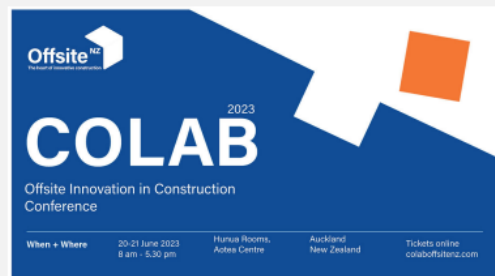 Offsite NZ
The heart of innovative construction
2023
COLAB
Offsite Innovation in Construction
Conference
When + Where
20-21 June 2023
8 am - 5.30 pm
Hunua Rooms,
Aotea Centre
Auckland
New Zealand
Tickets online
colaboffsitenz.com